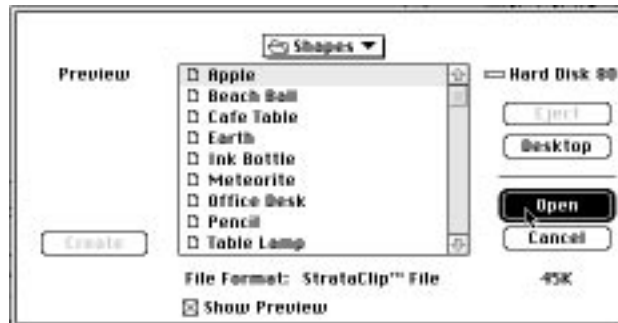 Shapes
Preview
Hard Disk 80
Apple
Beach Ball
Cafe Table
Earth
Ink Bottle
Meteorite
Office Desk
Pencil
Table Lamp
Eject
Desktop
Open
Cancel
Create
File Format: StrataClip™ File
45K
Show Preview